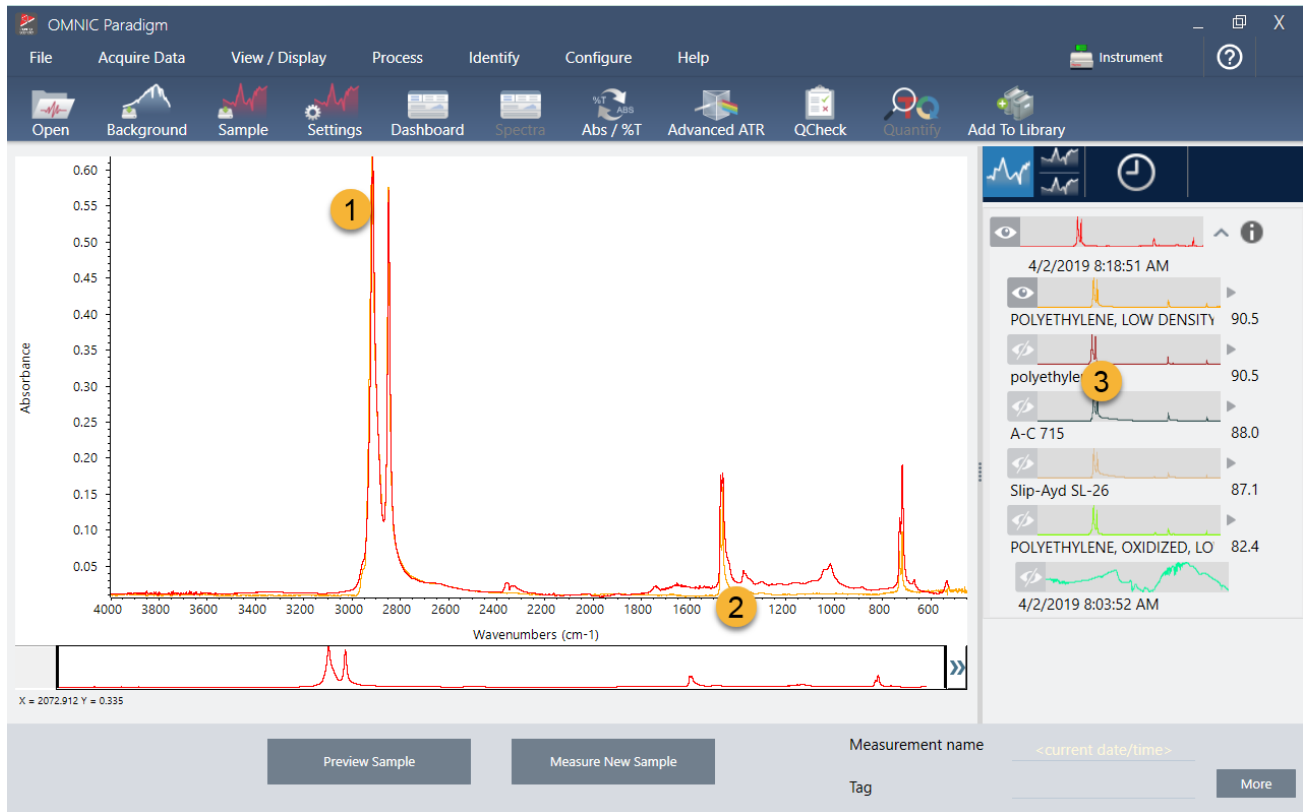 OMNIC Paradigm
_ X
File Acquire Data View / Display Process Identify Configure Help Instrument ?
%T ABS
Open Background Sample Settings Dashboard Spectra Abs / %T Advanced ATR QCheck Quantify Add To Library
0.60
0.55
0.50
0.45
0.40
0.35
0.30
0.25
0.20
0.15
0.10
0.05
Absorbance
1
2
4000 3800 3600 3400 3200 3000 2800 2600 2400 2200 2000 1800 1600 1200 1000 800 600
Wavenumbers (cm-1)
»
X = 2072.912 Y = 0.335
i
4/2/2019 8:18:51 AM
POLYETHYLENE, LOW DENSITY 90.5
polyethyle 90.5
3
A-C 715 88.0
Slip-Ayd SL-26 87.1
POLYETHYLENE, OXIDIZED, LO 82.4
4/2/2019 8:03:52 AM
Preview Sample Measure New Sample
Measurement name <current date/time>
Tag
More